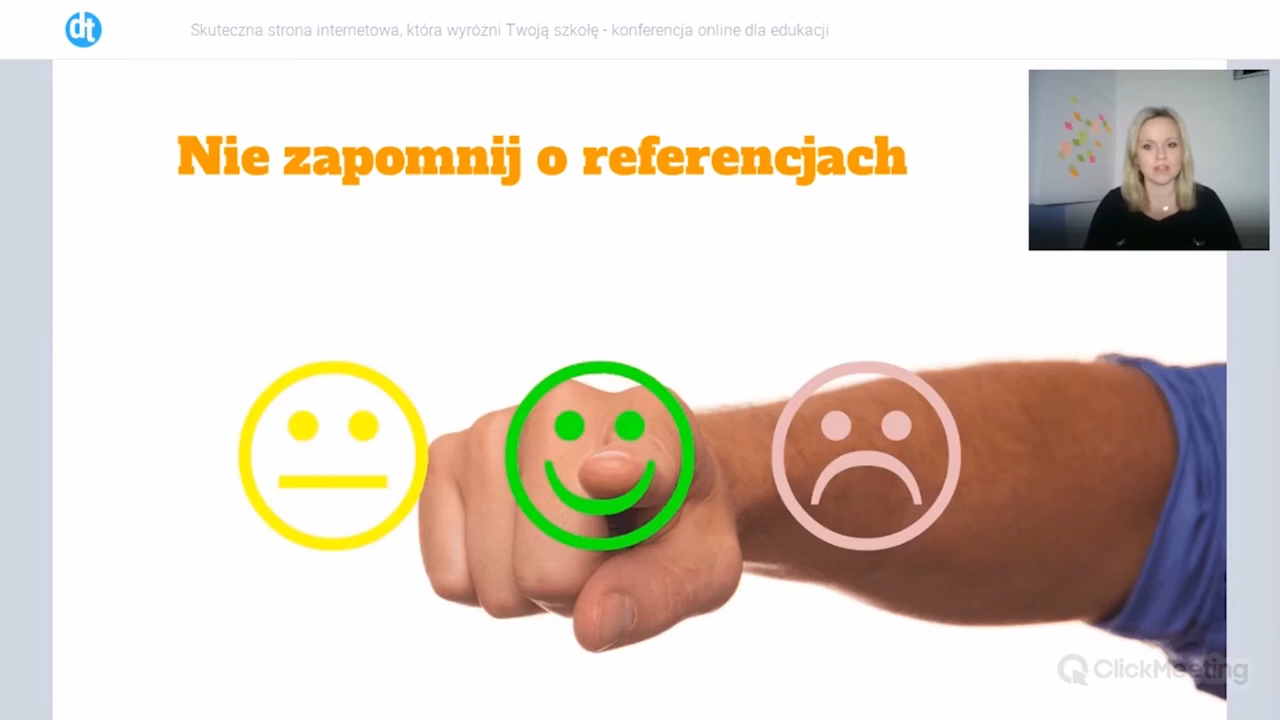 dt
Skuteczna strona internetowa, która wyróżni Twoją szkołę - konferencja online dla edukacji
Nie zapomnij o referencjach
ClickMeeting